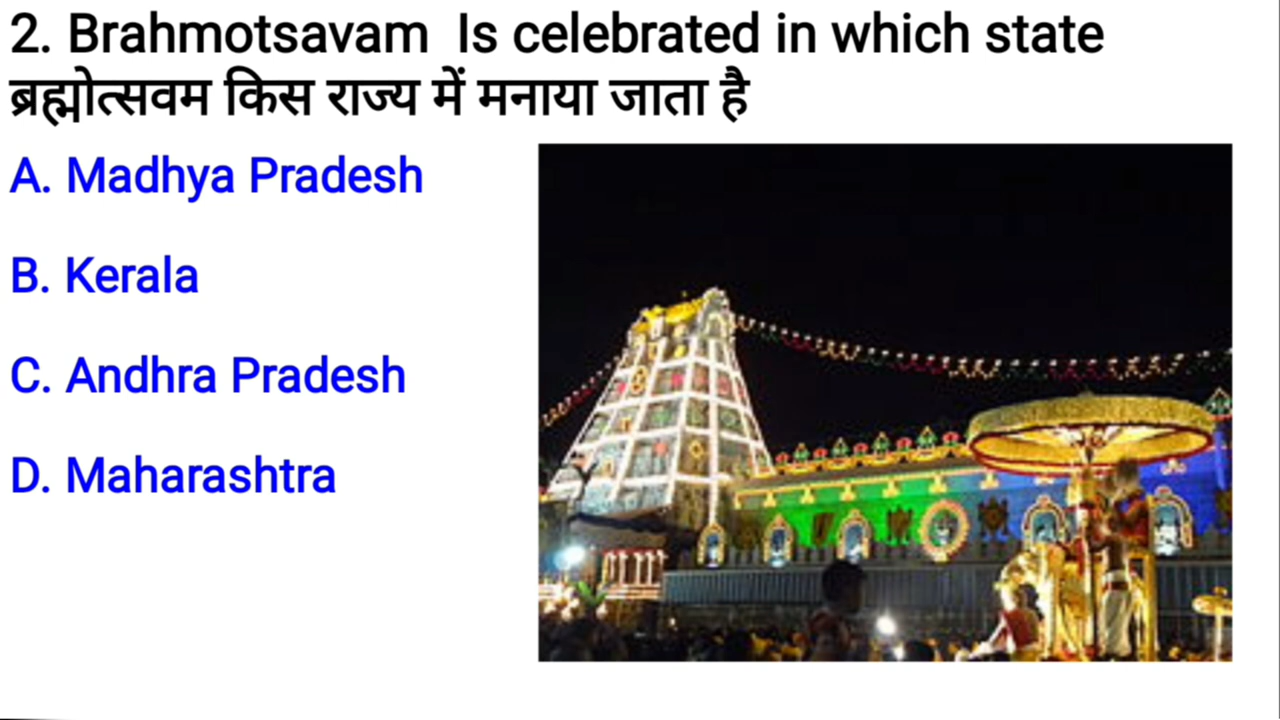 2. Brahmotsavam Is celebrated in which state
ब्रह्मोत्सवम किस राज्य में मनाया जाता है
A. Madhya Pradesh
B. Kerala
C. Andhra Pradesh
D. Maharashtra